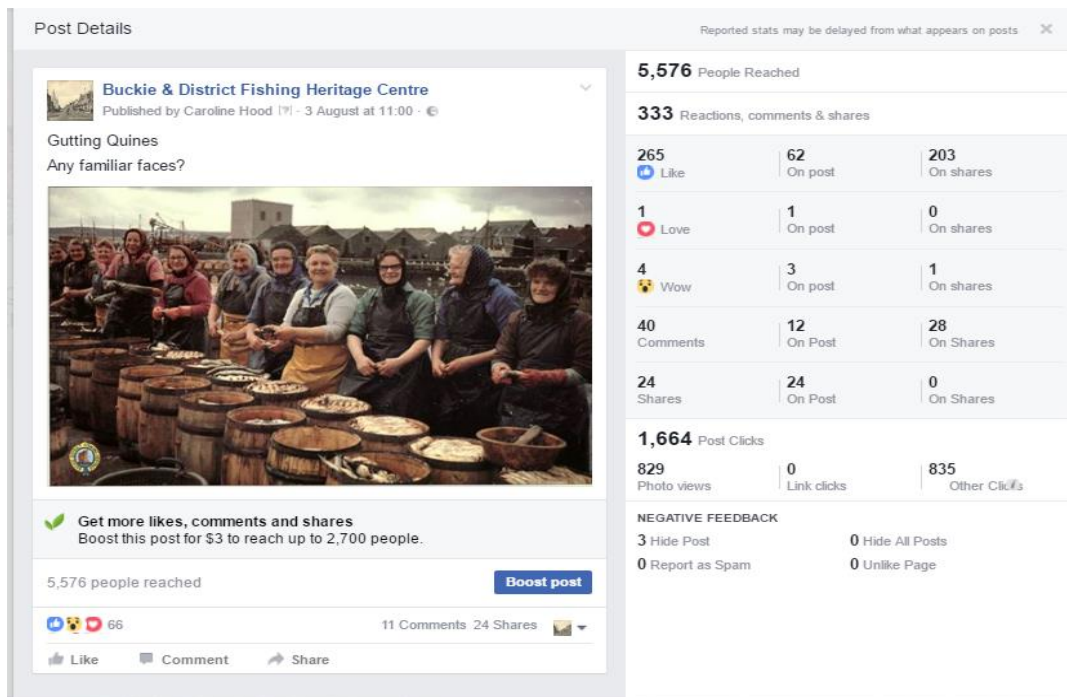 Post Details
Reported stats may be delayed from what appears on posts
Buckie & District Fishing Heritage Centre
Published by Caroline Hood [?] · 3 August at 11:00 ·
Gutting Quines
Any familiar faces?
Get more likes, comments and shares
Boost this post for $3 to reach up to 2,700 people.
5,576 people reached
Boost post
66
11 Comments 24 Shares
Like Comment Share
5,576 People Reached
333 Reactions, comments & shares
265 62 203
Like On post On shares
1 1 0
Love On post On shares
4 3 1
Wow On post On shares
40 12 28
Comments On Post On Shares
24 24 0
Shares On Post On Shares
1,664 Post Clicks
829 0 835
Photo views Link clicks Other Clicks
NEGATIVE FEEDBACK
3 Hide Post 0 Hide All Posts
0 Report as Spam 0 Unlike Page